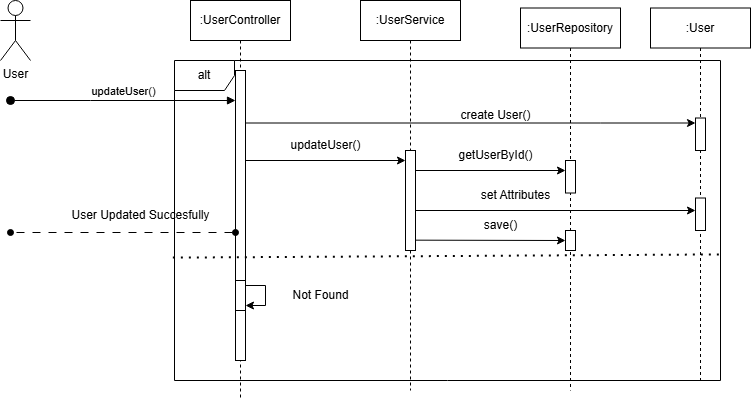 :UserController
:UserService
:UserRepository
:User
User
alt
updateUser()
create User()
updateUser()
getUserById()
set Attributes
User Updated Succesfully
save()
Not Found